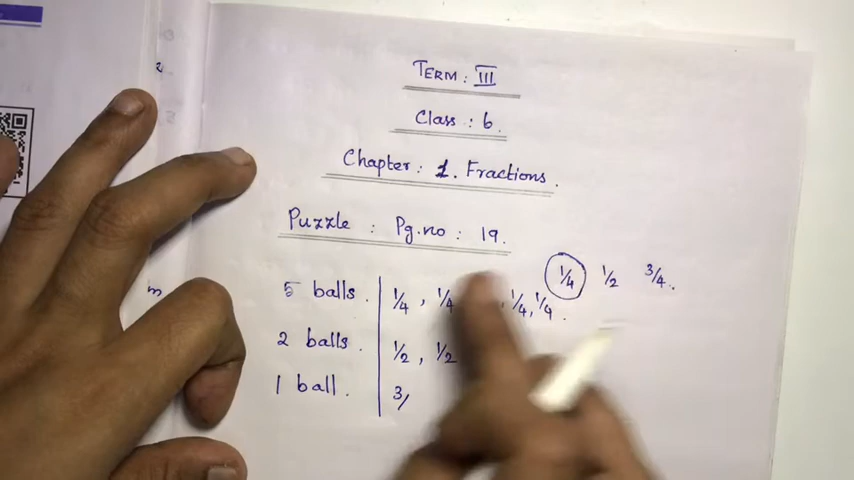 TERM : III
Class : 6.
Chapter : 1. Fractions.
Puzzle : Pg.no : 19.
1/4 1/2 3/4.
5 balls. 1/4, 1/4 , 1/4, 1/4.
2 balls. 1/2, 1/2
1 ball. 3/